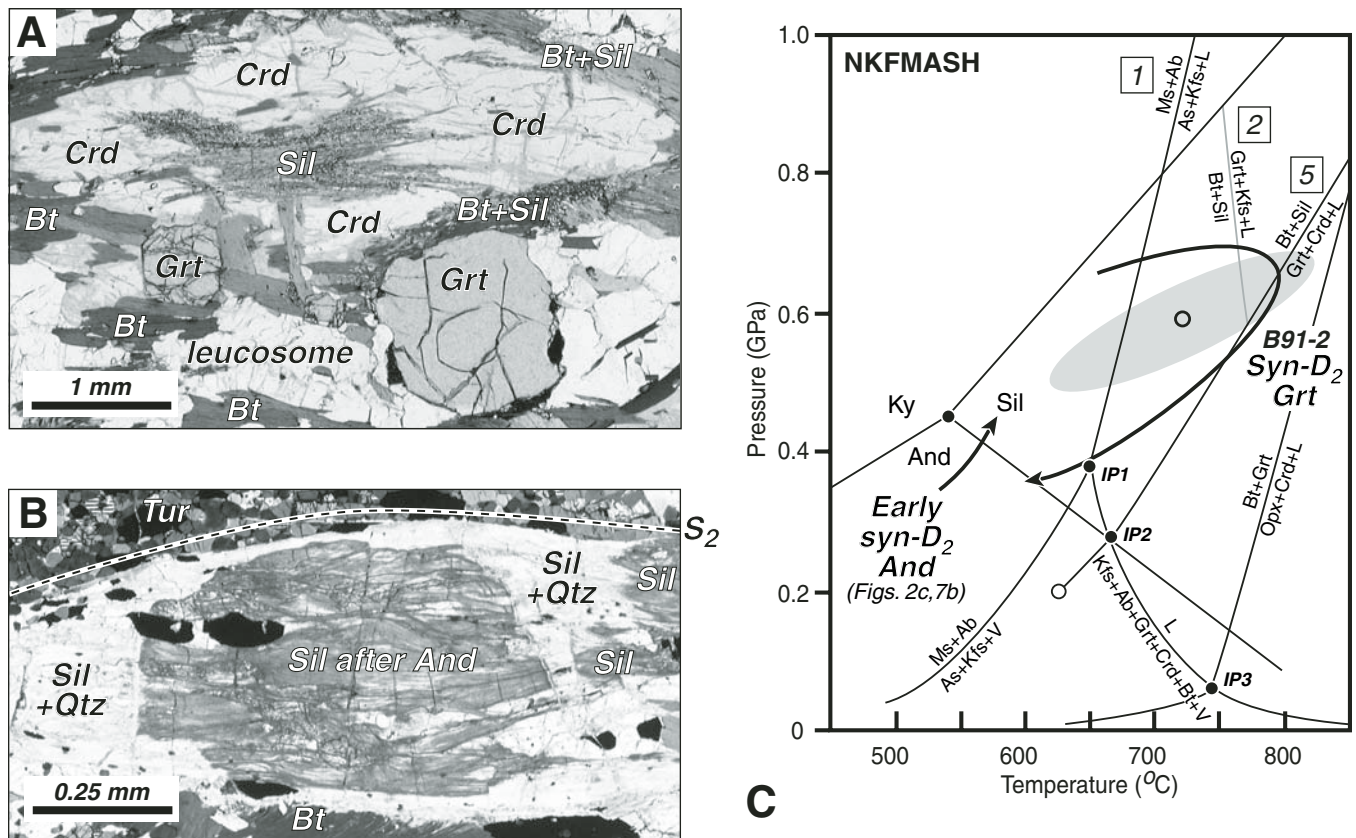 A
Crd
Bt+Sil
Crd
Crd
Sil
Bt
Crd
Bt+Sil
Grt
Grt
Bt
leucosome
1 mm
Bt
B
Tur
S2
Sil
+Qtz
Sil
Sil after And
Sil
Sil
+Qtz
0.25 mm
Bt
C
NKFMASH
1.0
0.8
0.6
0.4
0.2
0
Pressure (GPa)
500
600
700
800
Temperature (oC)
1
Ms+Ab
As+Kfs+L
2
Grt+Kfs+L
Bt+Sil
5
Bt+Sil
Grt+Crd+L
B91-2
Syn-D2
Grt
Ky
Sil
And
IP1
Early
syn-D2
And
(Figs. 2c,7b)
IP2
Bt+Grt
Opx+Crd+L
L
Kfs+Ab+Grt+Crd+Bt+V
Ms+Ab
As+Kfs+V
IP3